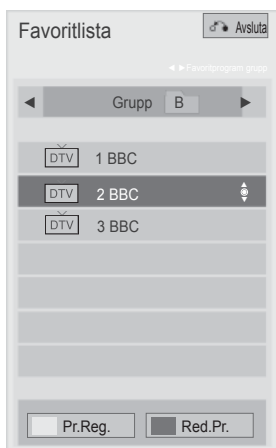 Favoritlista
Avsluta
◄ ►Favoritprogram grupp
◄ Grupp B ►
DTV 1 BBC
DTV 2 BBC
DTV 3 BBC
Pr.Reg. Red.Pr.